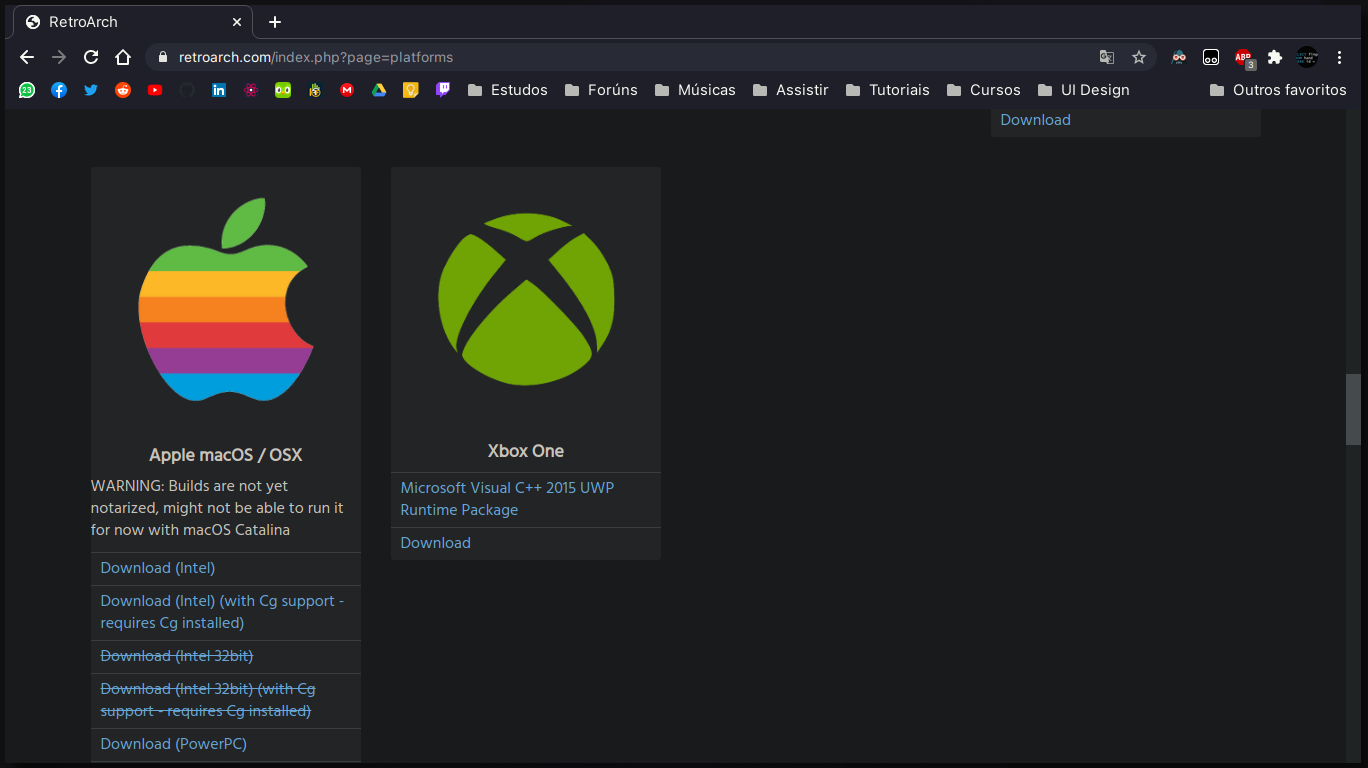 RetroArch
retroarch.com/index.php?page=platforms
ABP
3
23
Estudos
Forúns
Músicas
Assistir
Tutoriais
Cursos
UI Design
Outros favoritos
Download
Apple macOS / OSX
WARNING: Builds are not yet
notarized, might not be able to run it
for now with macOS Catalina
Download (Intel)
Download (Intel) (with Cg support -
requires Cg installed)
Download (Intel 32bit)
Download (Intel 32bit) (with Cg
support - requires Cg installed)
Download (PowerPC)
Xbox One
Microsoft Visual C++ 2015 UWP
Runtime Package
Download